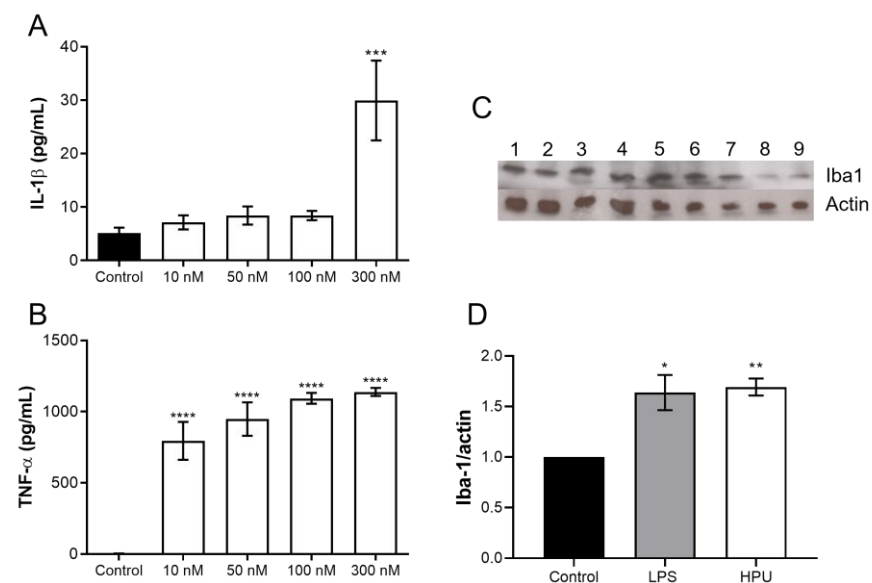 A
IL-1β (pg/mL)
40
30
20
10
0
***
Control 10 nM 50 nM 100 nM 300 nM
B
TNF-α (pg/mL)
1500
1000
500
0
**** **** **** ****
Control 10 nM 50 nM 100 nM 300 nM
C
1 2 3 4 5 6 7 8 9
Iba1
Actin
D
Iba-1/actin
2.0
1.5
1.0
0.5
0.0
* **
Control LPS HPU